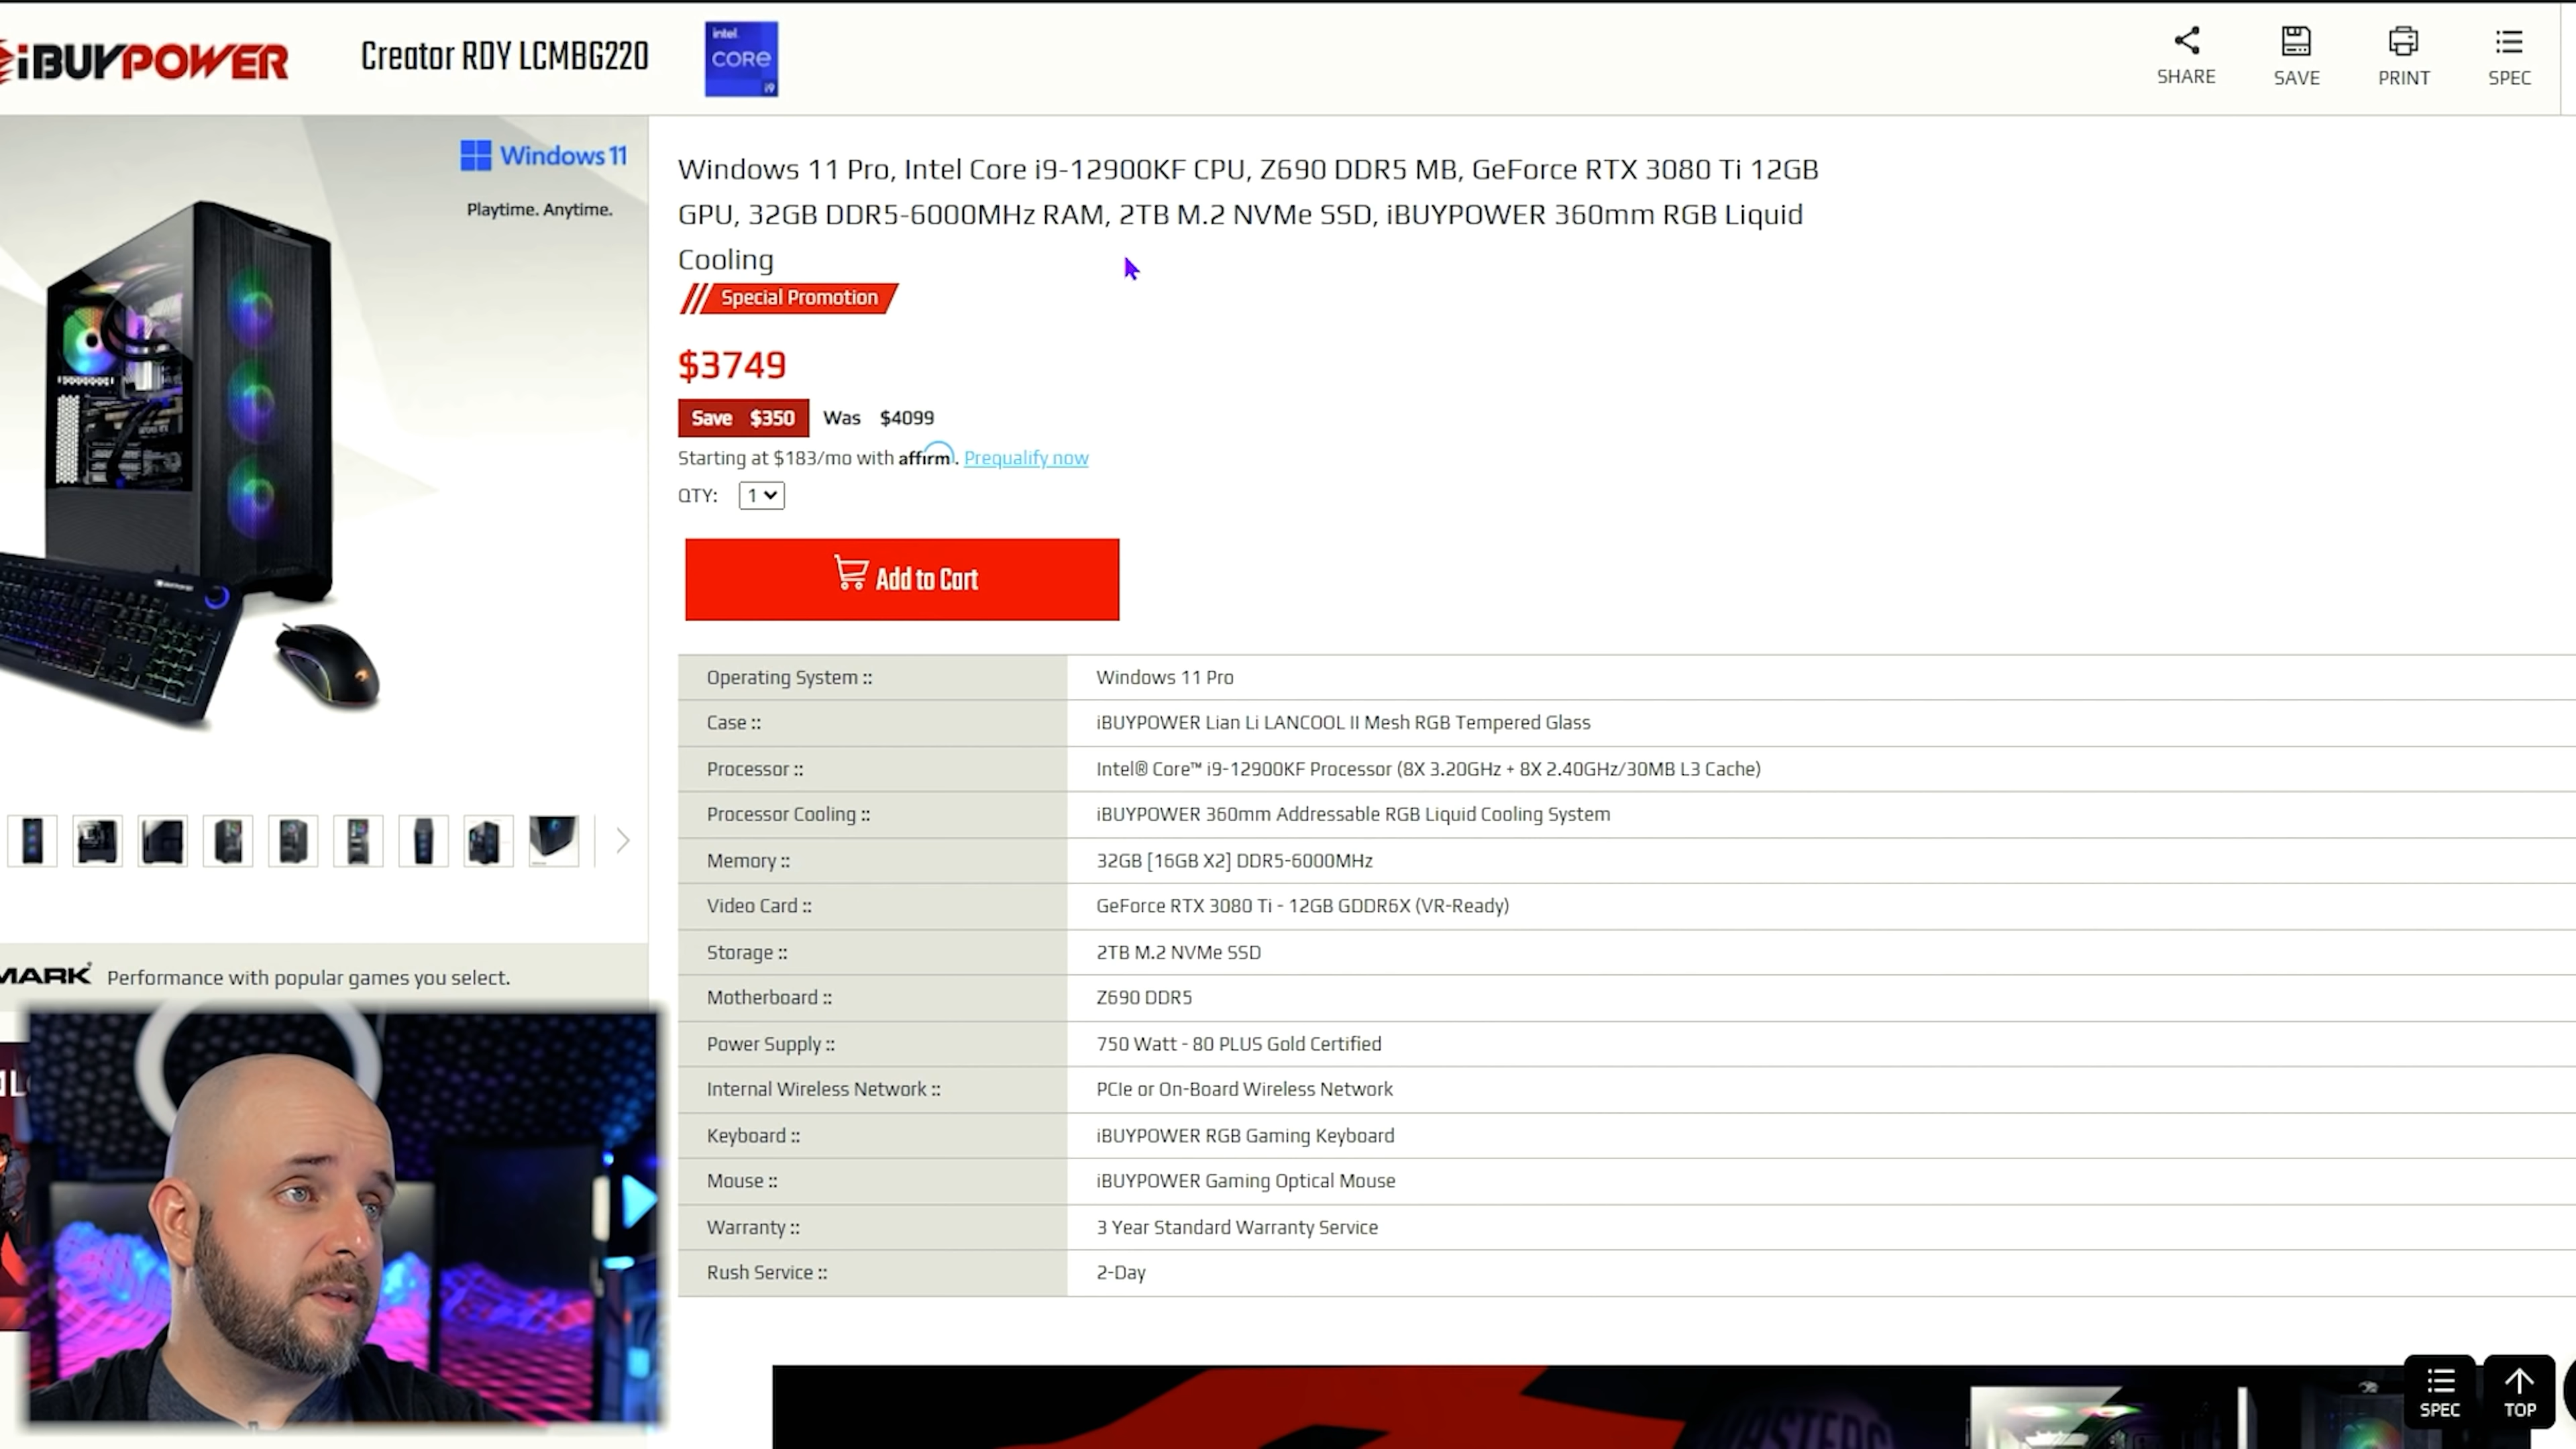 iBUYPOWER
Creator RDY LCMBG220
intel.
CORE
i9
SHARE
SAVE
PRINT
SPEC
Windows 11
Playtime. Anytime.
Windows 11 Pro, Intel Core i9-12900KF CPU, Z690 DDR5 MB, GeForce RTX 3080 Ti 12GB
GPU, 32GB DDR5-6000MHz RAM, 2TB M.2 NVMe SSD, iBUYPOWER 360mm RGB Liquid
Cooling
Special Promotion
$3749
Save $350 Was $4099
Starting at $183/mo with affirm. Prequalify now
QTY: 1
Add to Cart
Operating System :: Windows 11 Pro
Case :: iBUYPOWER Lian Li LANCOOL II Mesh RGB Tempered Glass
Processor :: Intel® Core™ i9-12900KF Processor (8X 3.20GHz + 8X 2.40GHz/30MB L3 Cache)
Processor Cooling :: iBUYPOWER 360mm Addressable RGB Liquid Cooling System
Memory :: 32GB [16GB X2] DDR5-6000MHz
Video Card :: GeForce RTX 3080 Ti - 12GB GDDR6X (VR-Ready)
Storage :: 2TB M.2 NVMe SSD
Motherboard :: Z690 DDR5
Power Supply :: 750 Watt - 80 PLUS Gold Certified
Internal Wireless Network :: PCIe or On-Board Wireless Network
Keyboard :: iBUYPOWER RGB Gaming Keyboard
Mouse :: iBUYPOWER Gaming Optical Mouse
Warranty :: 3 Year Standard Warranty Service
Rush Service :: 2-Day
MARK Performance with popular games you select.
SPEC
TOP